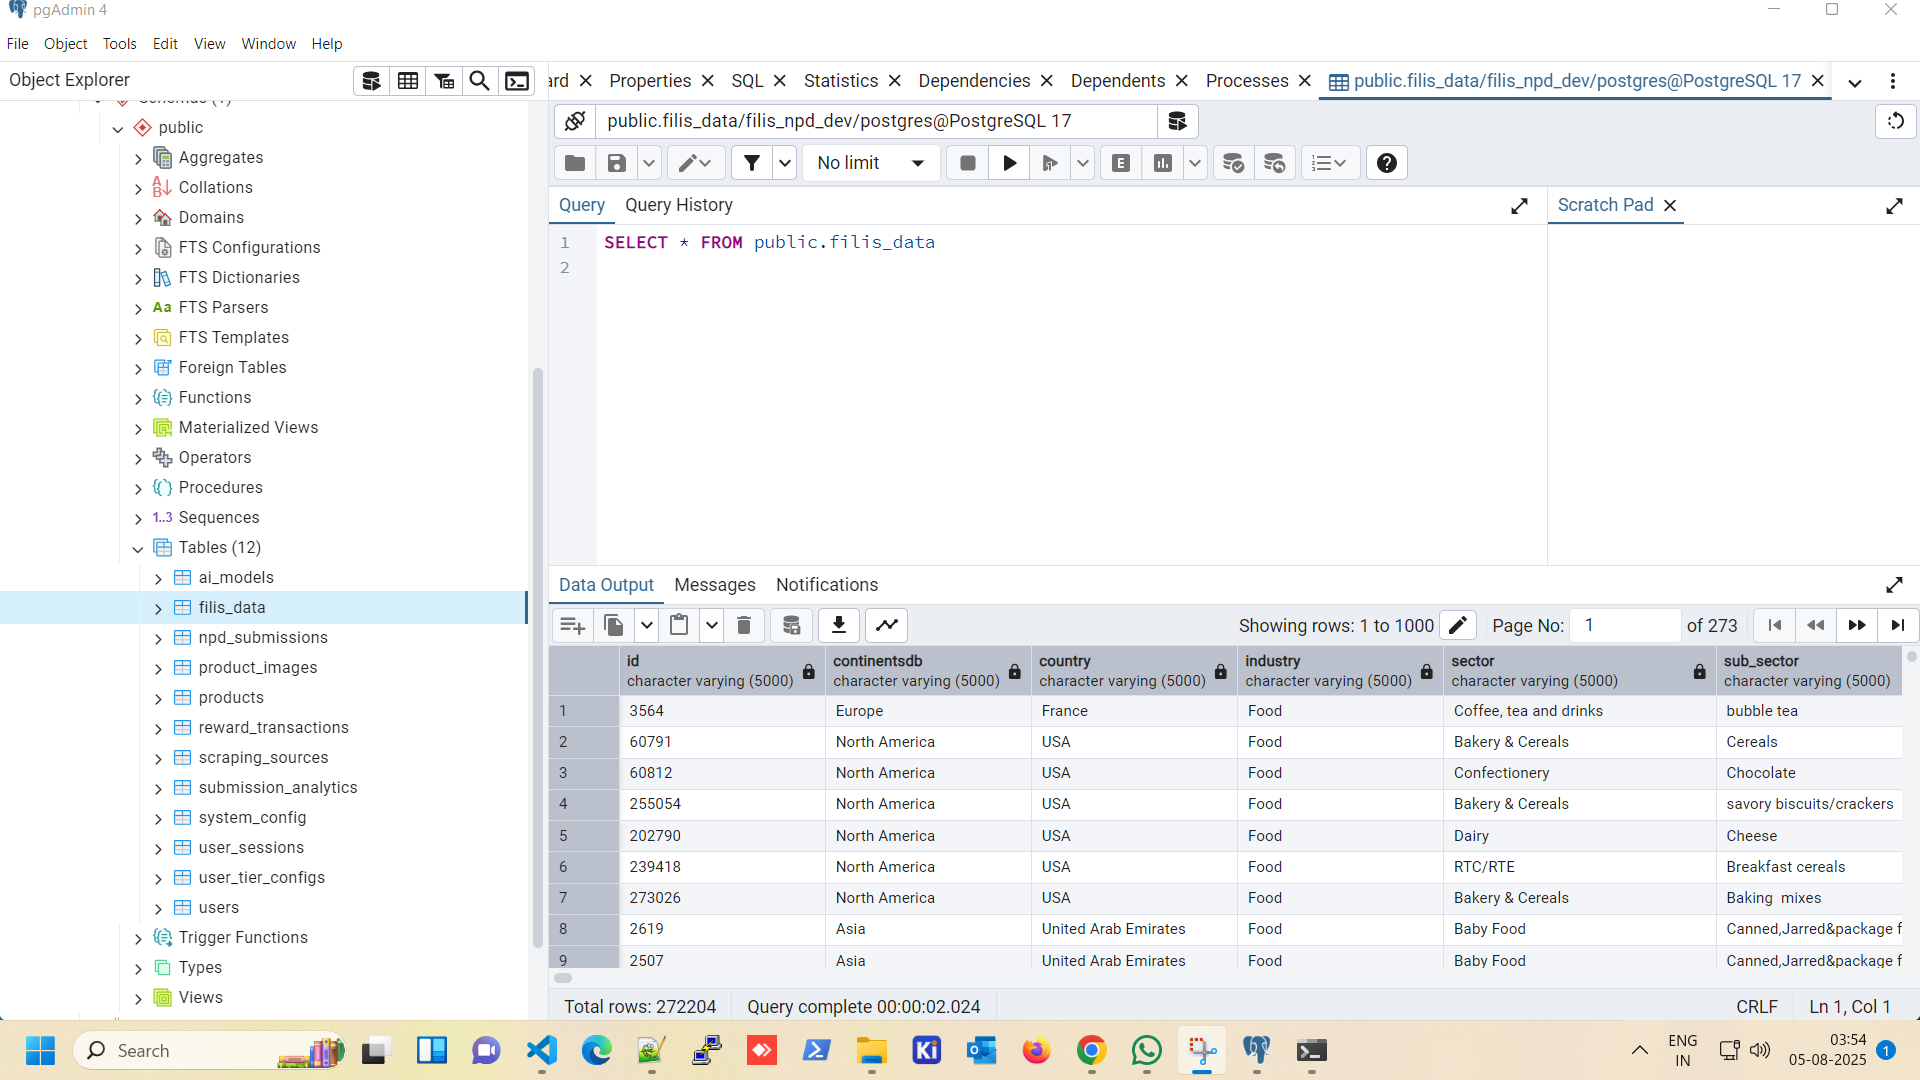 pgAdmin 4
File Object Tools Edit View Window Help
Object Explorer
ard Properties SQL Statistics Dependencies Dependents Processes public.filis_data/filis_npd_dev/postgres@PostgreSQL 17
public.filis_data/filis_npd_dev/postgres@PostgreSQL 17
No limit
Query Query History
Scratch Pad
1 SELECT * FROM public.filis_data
2
Schemas (1)
public
Aggregates
Collations
Domains
FTS Configurations
FTS Dictionaries
Aa FTS Parsers
FTS Templates
Foreign Tables
Functions
Materialized Views
Operators
Procedures
1..3 Sequences
Tables (12)
ai_models
filis_data
npd_submissions
product_images
products
reward_transactions
scraping_sources
submission_analytics
system_config
user_sessions
user_tier_configs
users
Trigger Functions
Types
Views
Data Output Messages Notifications
Showing rows: 1 to 1000 Page No: 1 of 273
id continentsdb country industry sector sub_sector
character varying (5000) character varying (5000) character varying (5000) character varying (5000) character varying (5000) character varying (5000)
1 3564 Europe France Food Coffee, tea and drinks bubble tea
2 60791 North America USA Food Bakery & Cereals Cereals
3 60812 North America USA Food Confectionery Chocolate
4 255054 North America USA Food Bakery & Cereals savory biscuits/crackers
5 202790 North America USA Food Dairy Cheese
6 239418 North America USA Food RTC/RTE Breakfast cereals
7 273026 North America USA Food Bakery & Cereals Baking  mixes
8 2619 Asia United Arab Emirates Food Baby Food Canned,Jarred&package f
9 2507 Asia United Arab Emirates Food Baby Food Canned,Jarred&package f
Total rows: 272204 Query complete 00:00:02.024 CRLF Ln 1, Col 1
Search
Ki
ENG
IN
03:54
05-08-2025
1